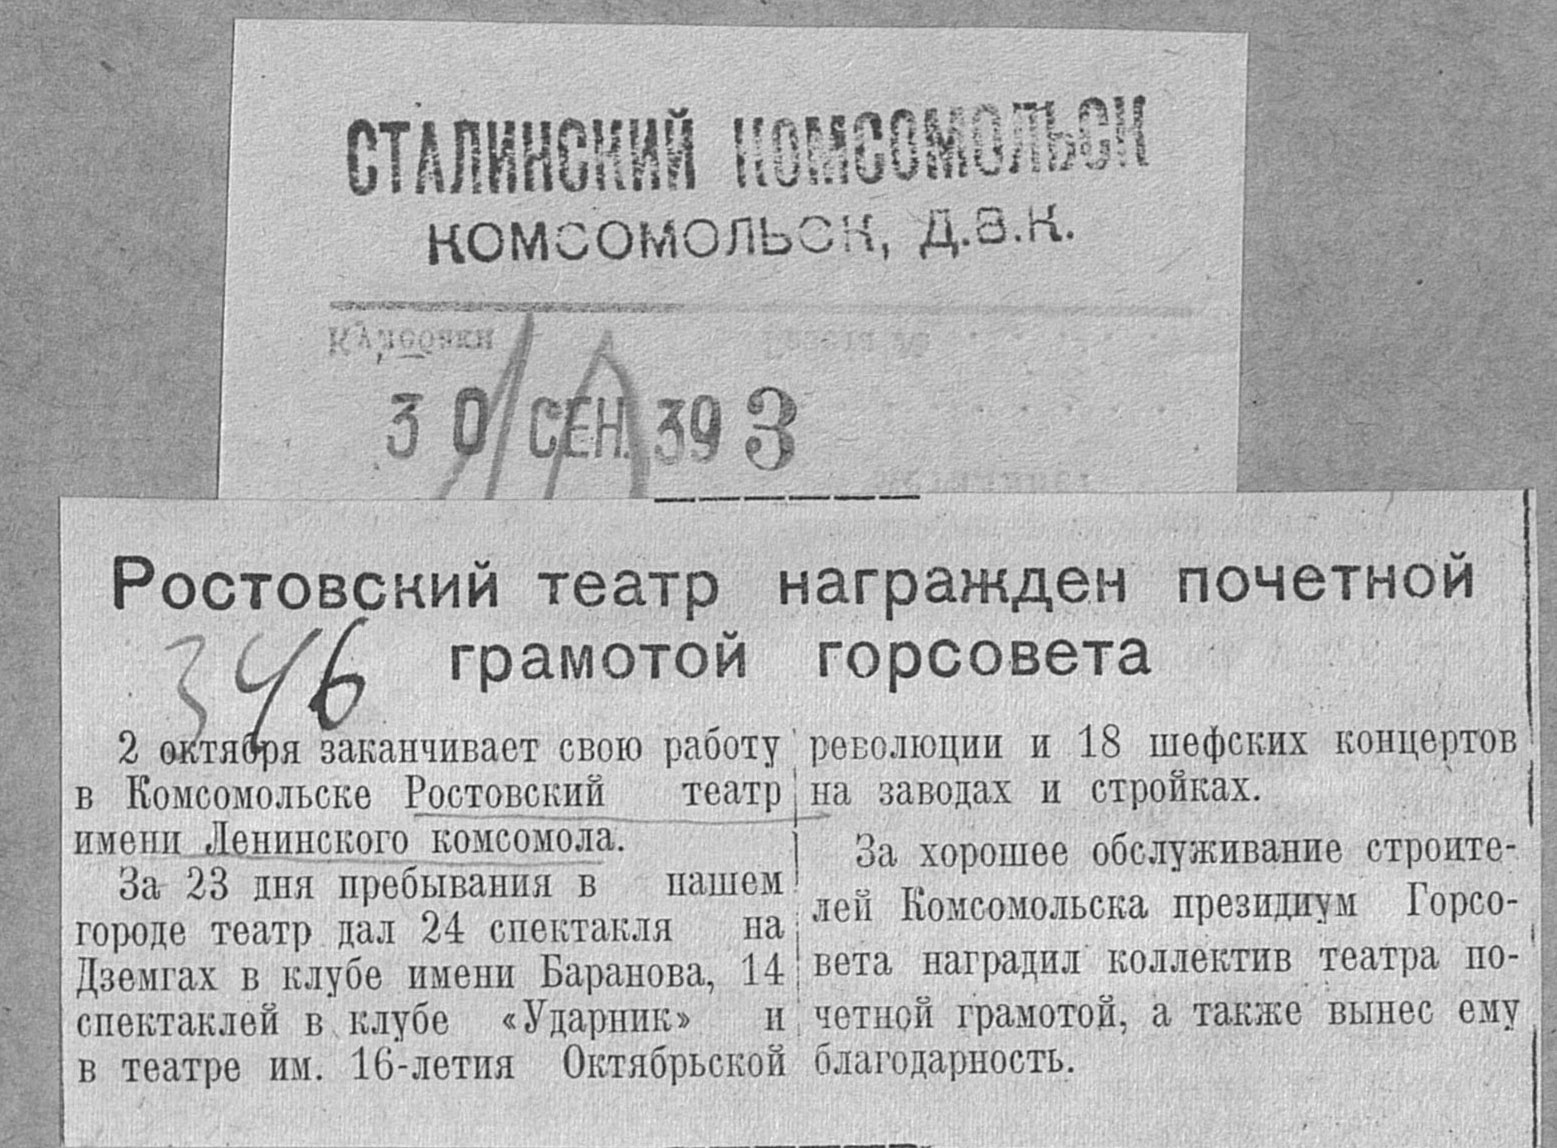 СТАЛИНСКИЙ КОМСОМОЛЬСК
КОМСОМОЛЬСК, Д.В.К.
30 СЕН. 39 3
Ростовский театр награжден почетной
грамотой горсовета
346
2 октября заканчивает свою работу
в Комсомольске Ростовский театр
имени Ленинского комсомола.
За 23 дня пребывания в нашем
городе театр дал 24 спектакля на
Дземгах в клубе имени Баранова, 14
спектаклей в клубе «Ударник» и
в театре им. 16-летия Октябрьской
революции и 18 шефских концертов
на заводах и стройках.
За хорошее обслуживание строите-
лей Комсомольска президиум Горсо-
вета наградил коллектив театра по-
четной грамотой, а также вынес ему
благодарность.